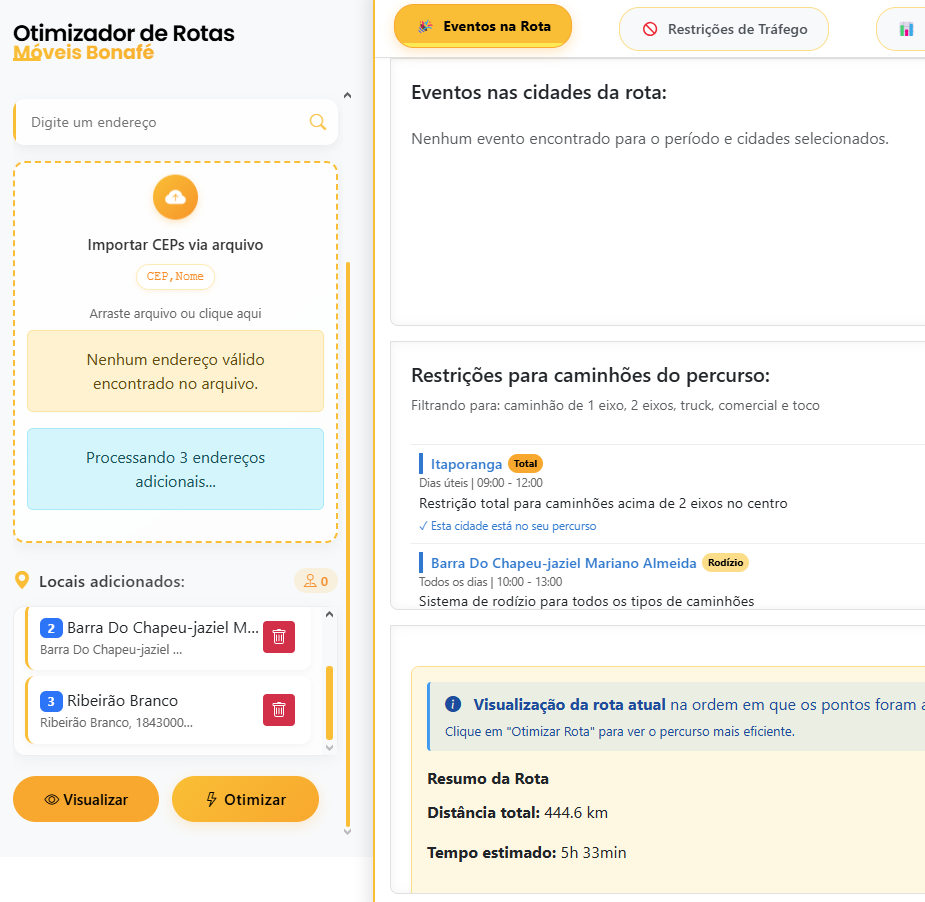 Otimizador de Rotas
Móveis Bonafé
Digite um endereço
Importar CEPs via arquivo
CEP,Nome
Arraste arquivo ou clique aqui
Nenhum endereço válido
encontrado no arquivo.
Processando 3 endereços
adicionais...
Locais adicionados:
0
2 Barra Do Chapeu-jaziel M...
Barra Do Chapeu-jaziel ...
3 Ribeirão Branco
Ribeirão Branco, 1843000...
Visualizar
Otimizar
Eventos na Rota
Restrições de Tráfego
Eventos nas cidades da rota:
Nenhum evento encontrado para o período e cidades selecionados.
Restrições para caminhões do percurso:
Filtrando para: caminhão de 1 eixo, 2 eixos, truck, comercial e toco
Itaporanga Total
Dias úteis | 09:00 - 12:00
Restrição total para caminhões acima de 2 eixos no centro
✓ Esta cidade está no seu percurso
Barra Do Chapeu-jaziel Mariano Almeida Rodízio
Todos os dias | 10:00 - 13:00
Sistema de rodízio para todos os tipos de caminhões
Visualização da rota atual na ordem em que os pontos foram
Clique em "Otimizar Rota" para ver o percurso mais eficiente.
Resumo da Rota
Distância total: 444.6 km
Tempo estimado: 5h 33min